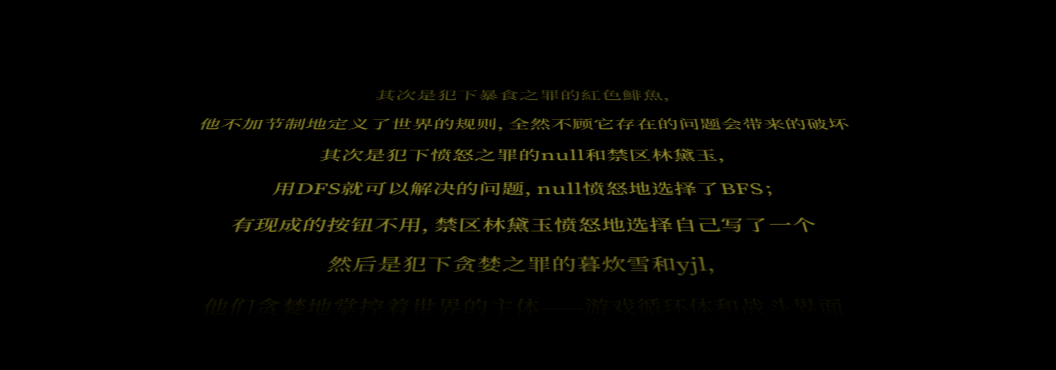 其次是犯下暴食之罪的紅色鯡魚,
他不加节制地定义了世界的规则, 全然不顾它存在的问题会带来的破坏
其次是犯下愤怒之罪的null和禁区林黛玉,
用DFS就可以解决的问题, null愤怒地选择了BFS;
有现成的按钮不用, 禁区林黛玉愤怒地选择自己写了一个
然后是犯下贪婪之罪的暮炊雪和yjl,
他们贪婪地掌控着世界的主体——游戏循环体和战斗界面